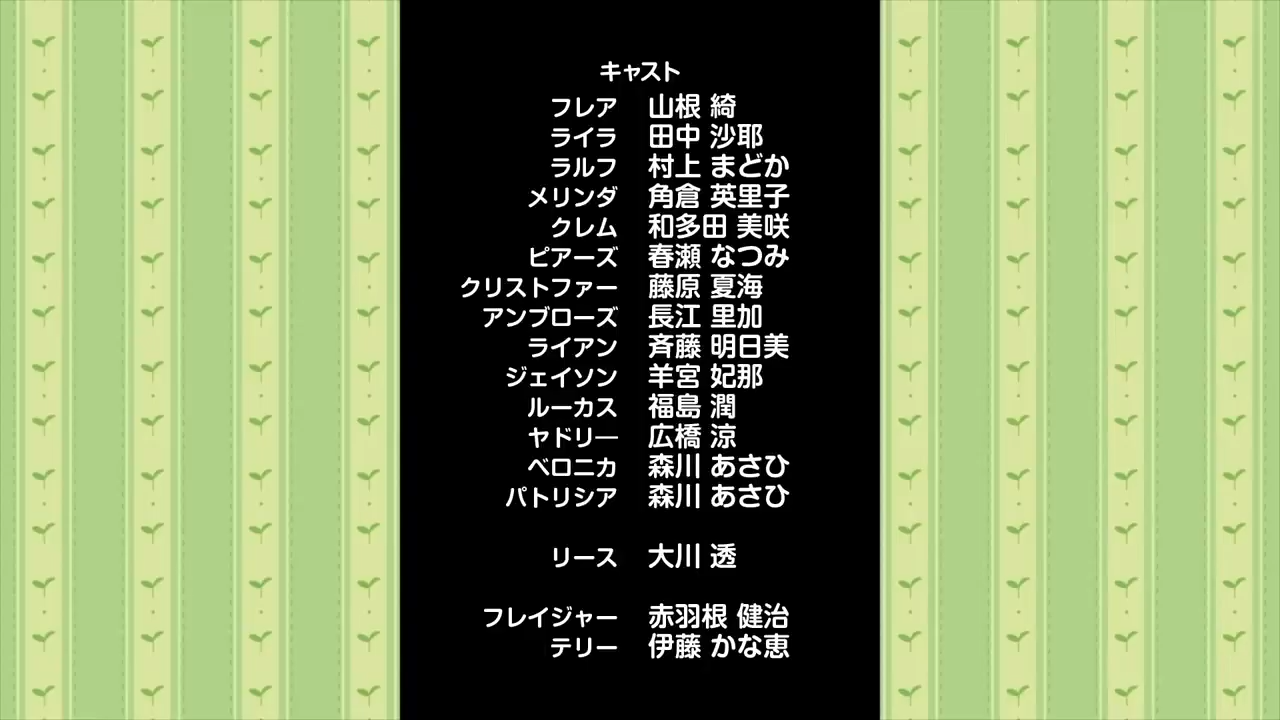 キャスト
フレア 山根 綺
ライラ 田中 沙耶
ラルフ 村上 まどか
メリンダ 角倉 英里子
クレム 和多田 美咲
ピアーズ 春瀬 なつみ
クリストファー 藤原 夏海
アンブローズ 長江 里加
ライアン 斉藤 明日美
ジェイソン 羊宮 妃那
ルーカス 福島 潤
ヤドリー 広橋 涼
ベロニカ 森川 あさひ
パトリシア 森川 あさひ
リース 大川 透
フレイジャー 赤羽根 健治
テリー 伊藤 かな恵